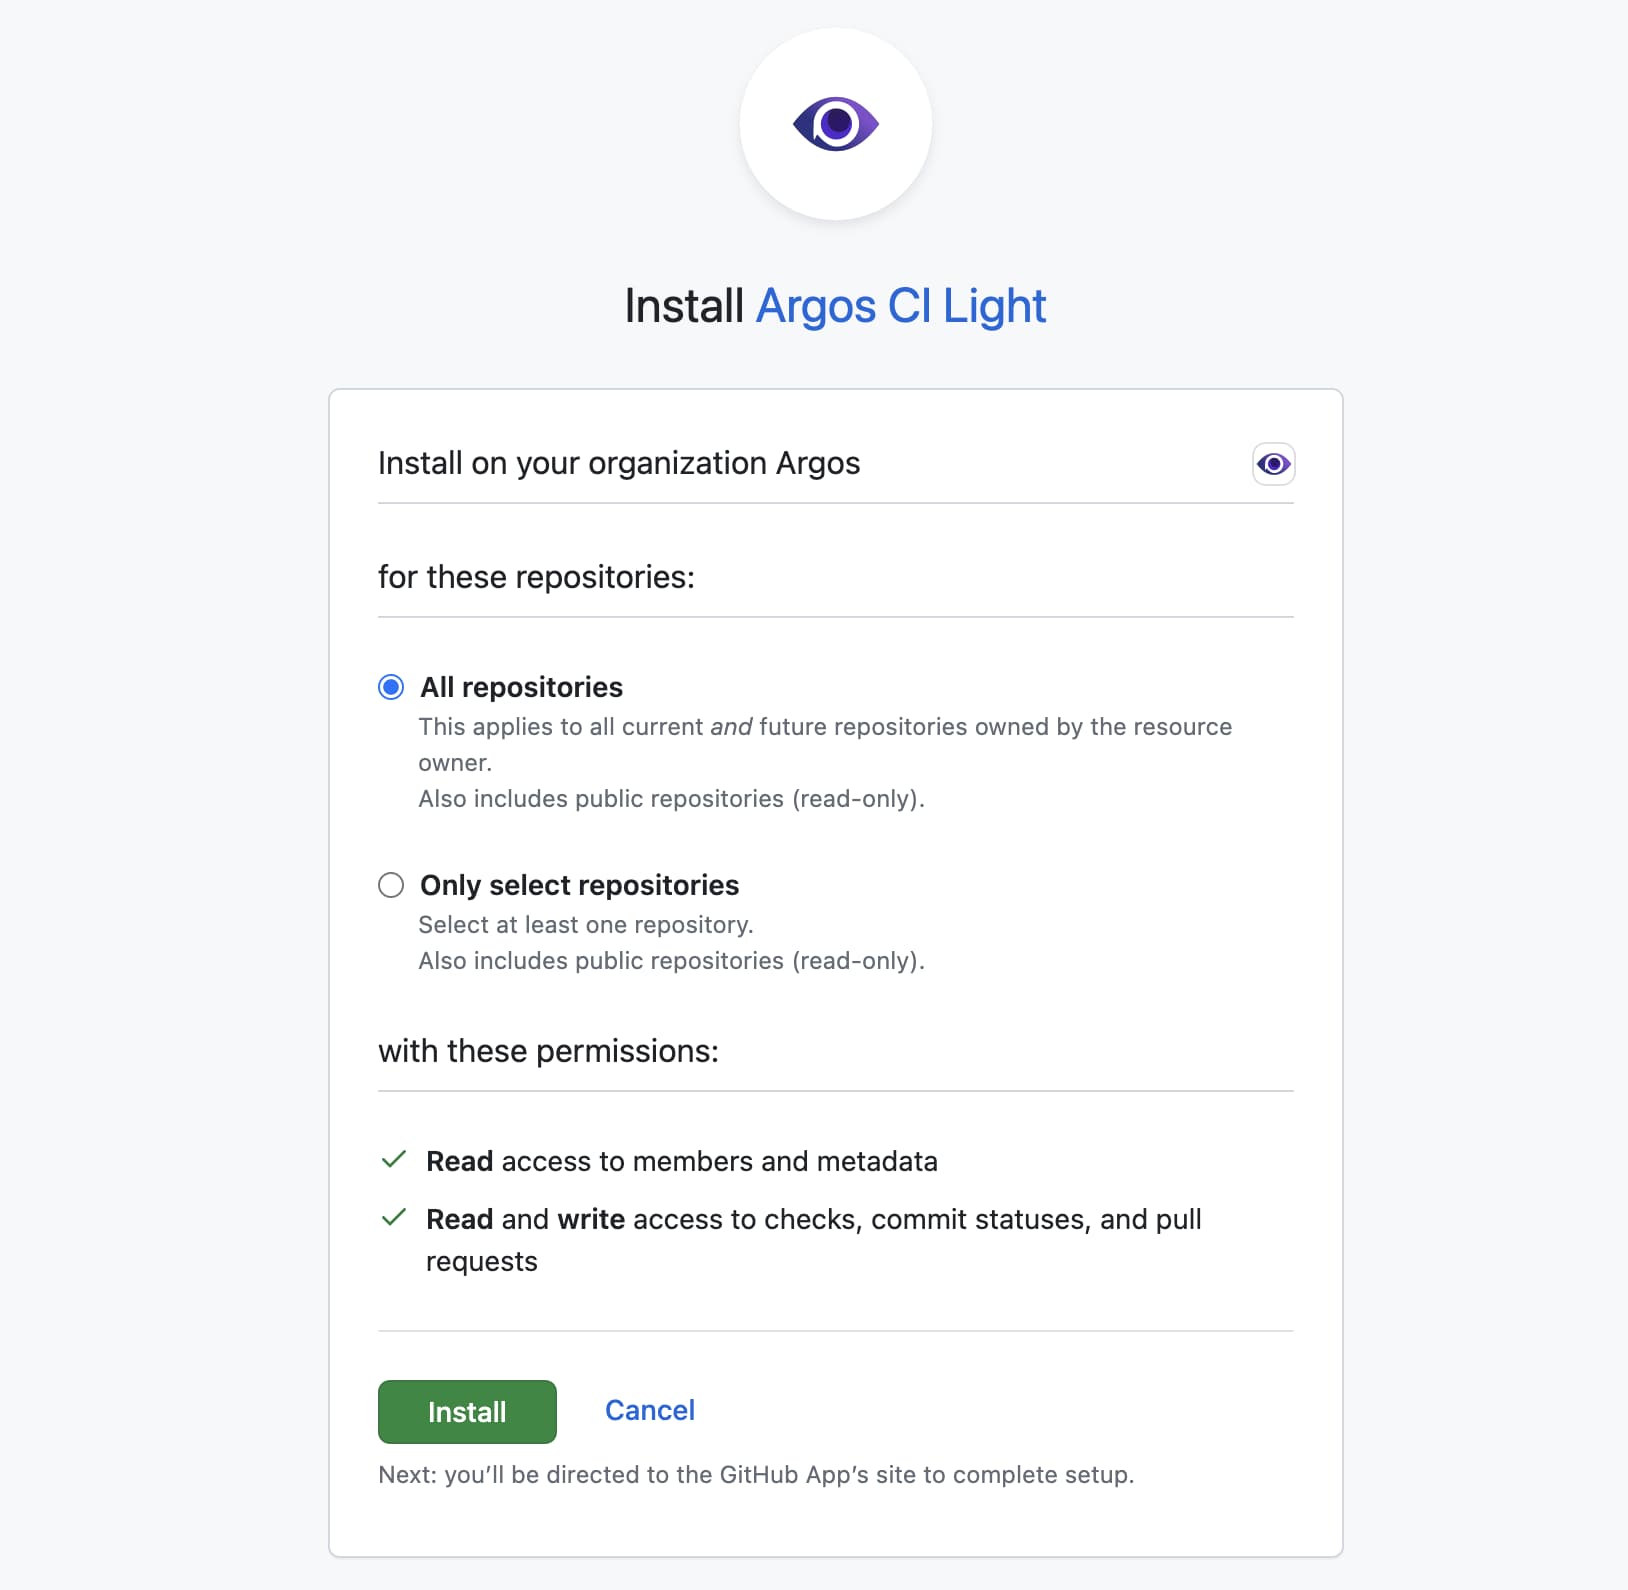 Install Argos CI Light
Install on your organization Argos
for these repositories:
All repositories
This applies to all current and future repositories owned by the resource
owner.
Also includes public repositories (read-only).
Only select repositories
Select at least one repository.
Also includes public repositories (read-only).
with these permissions:
Read access to members and metadata
Read and write access to checks, commit statuses, and pull
requests
Install
Cancel
Next: you’ll be directed to the GitHub App’s site to complete setup.